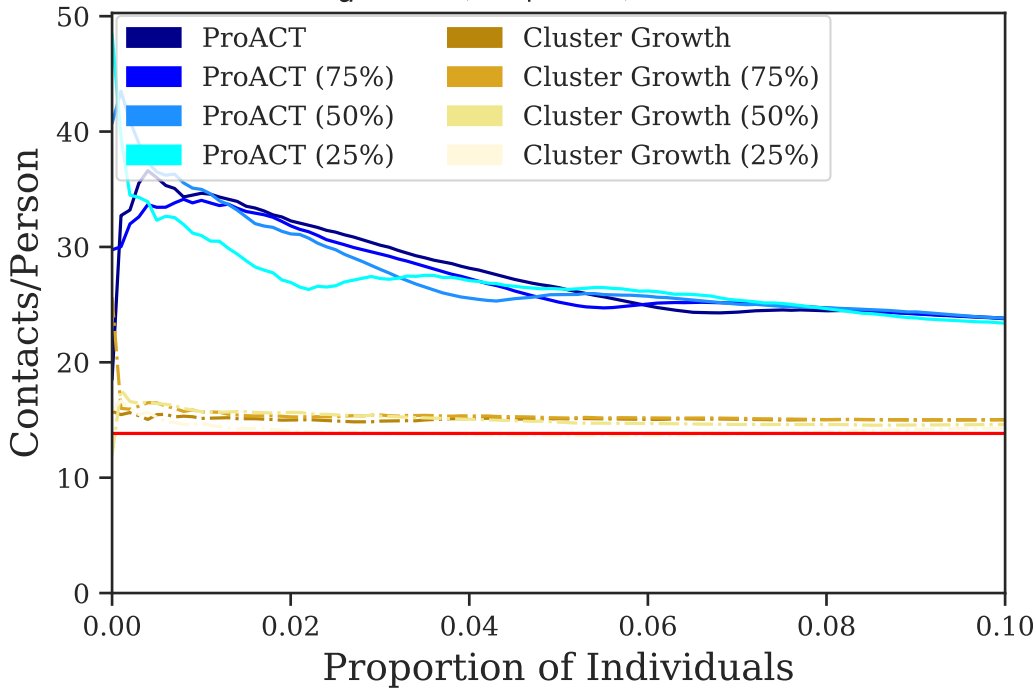 50
40
30
20
10
0
Contacts/Person
ProACT
ProACT (75%)
ProACT (50%)
ProACT (25%)
Cluster Growth
Cluster Growth (75%)
Cluster Growth (50%)
Cluster Growth (25%)
0.00 0.02 0.04 0.06 0.08 0.10
Proportion of Individuals